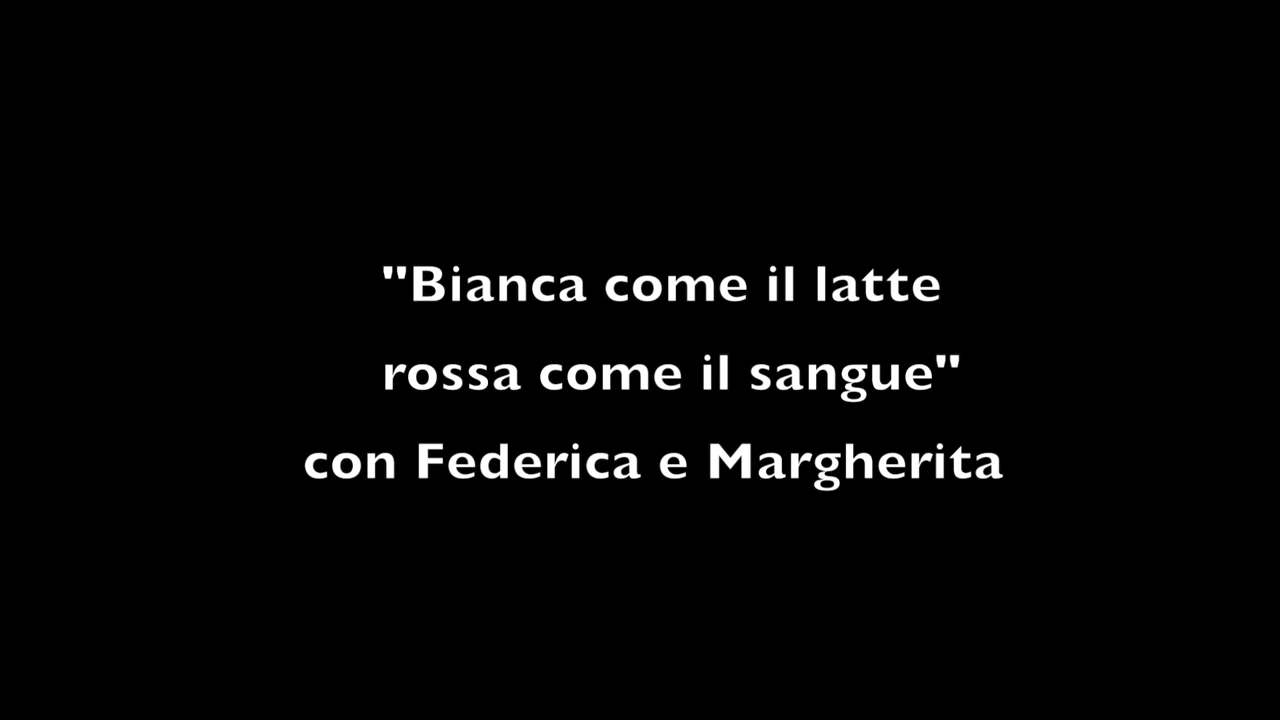 "Bianca come il latte
rossa come il sangue"
con Federica e Margherita